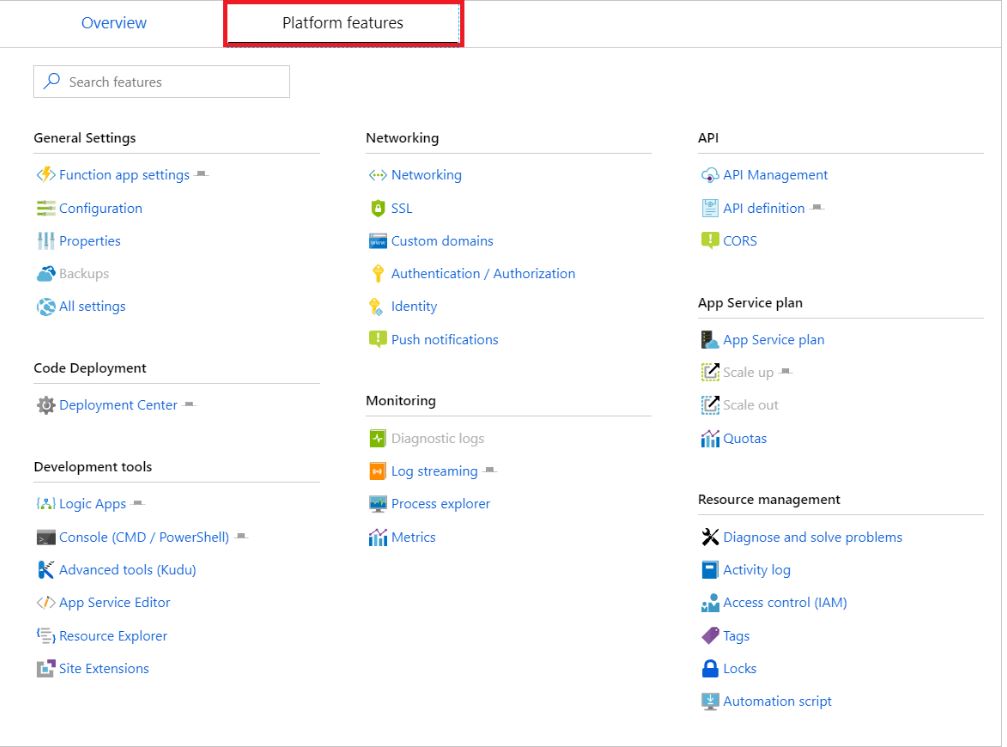 Overview
Platform features
Search features
General Settings
Function app settings
Configuration
Properties
Backups
All settings
Code Deployment
Deployment Center
Development tools
Logic Apps
Console (CMD / PowerShell)
Advanced tools (Kudu)
App Service Editor
Resource Explorer
Site Extensions
Networking
Networking
SSL
Custom domains
Authentication / Authorization
Identity
Push notifications
Monitoring
Diagnostic logs
Log streaming
Process explorer
Metrics
API
API Management
API definition
CORS
App Service plan
App Service plan
Scale up
Scale out
Quotas
Resource management
Diagnose and solve problems
Activity log
Access control (IAM)
Tags
Locks
Automation script